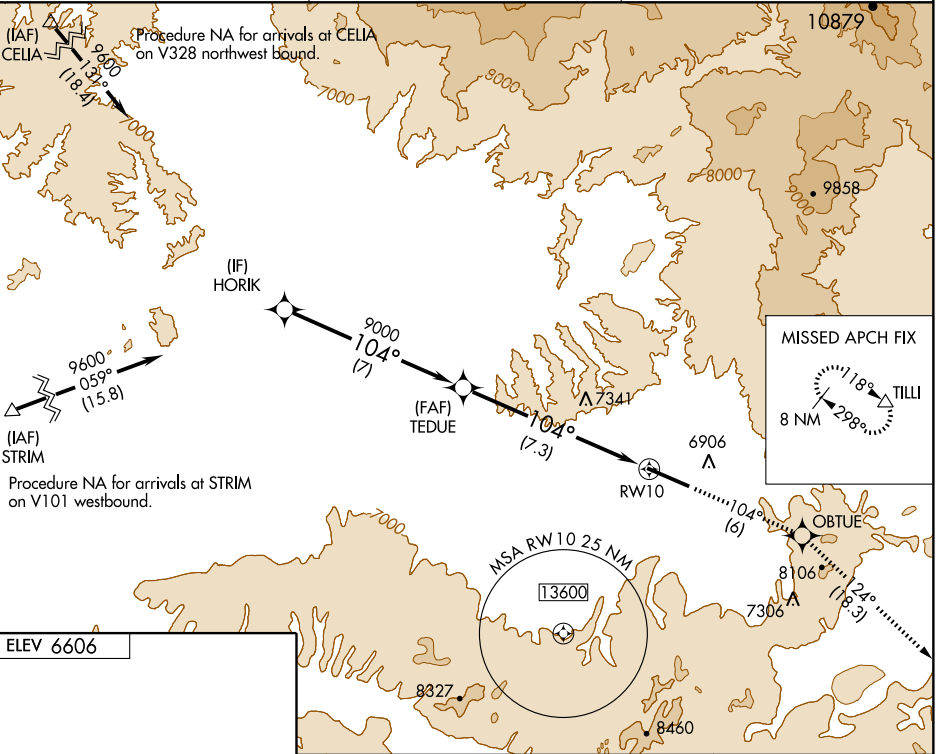 (IAF)
CELIA
9600
131°
(18.4)
7000
Procedure NA for arrivals at CELIA
on V328 northwest bound.
7000
8000
10879
8000
9000
9858
(IF)
HORIK
9000
104°
(7)
9600
059°
(15.8)
(IAF)
STRIM
Procedure NA for arrivals at STRIM
on V101 westbound.
(FAF)
TEDUE
7341
104°
(7.3)
RW10
6906
MISSED APCH FIX
118°
TILLI
8 NM
298°
104°
(6)
OBTUE
8106
7306
124°
(18.3)
7000
MSA RW10 25 NM
13600
ELEV 6606
8327
8460